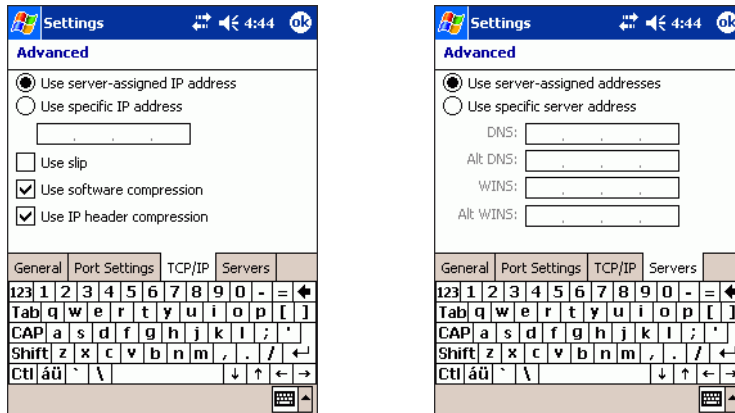 Settings 4:44 ok
Advanced
Use server-assigned IP address
Use specific IP address
. . .
Use slip
Use software compression
Use IP header compression
General Port Settings TCP/IP Servers
123 1 2 3 4 5 6 7 8 9 0 - =
Tab q w e r t y u i o p [ ]
CAP a s d f g h j k l ; '
Shift z x c v b n m , . /
Ctl áü ` \
Settings 4:44 ok
Advanced
Use server-assigned addresses
Use specific server address
DNS: . . .
Alt DNS: . . .
WINS: . . .
Alt WINS: . . .
General Port Settings TCP/IP Servers
123 1 2 3 4 5 6 7 8 9 0 - =
Tab q w e r t y u i o p [ ]
CAP a s d f g h j k l ; '
Shift z x c v b n m , . /
Ctl áü ` \